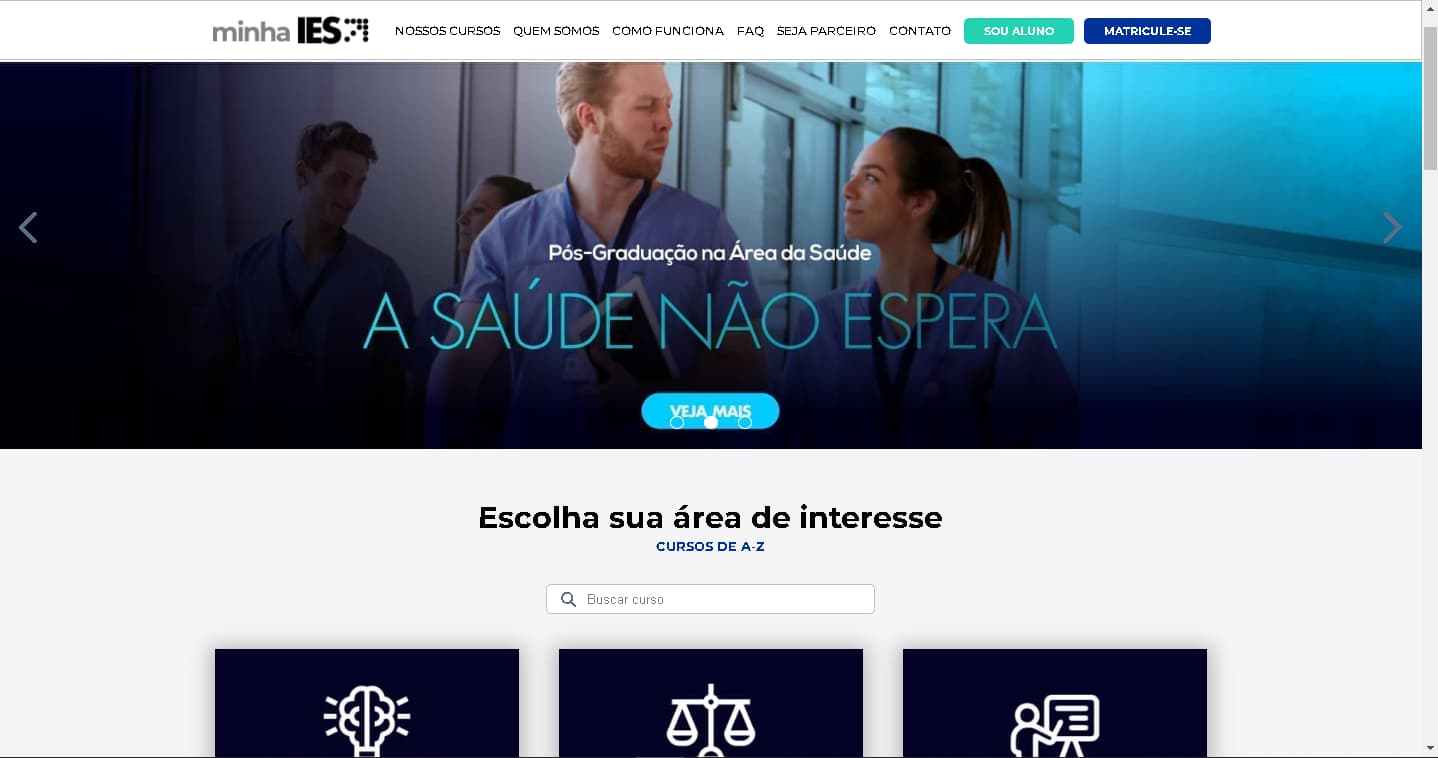 minha IES
NOSSOS CURSOS QUEM SOMOS COMO FUNCIONA FAQ SEJA PARCEIRO CONTATO SOU ALUNO MATRICULE-SE
Pós-Graduação na Área da Saúde
A SAÚDE NÃO ESPERA
VEJA MAIS
Escolha sua área de interesse
CURSOS DE A-Z
Buscar curso